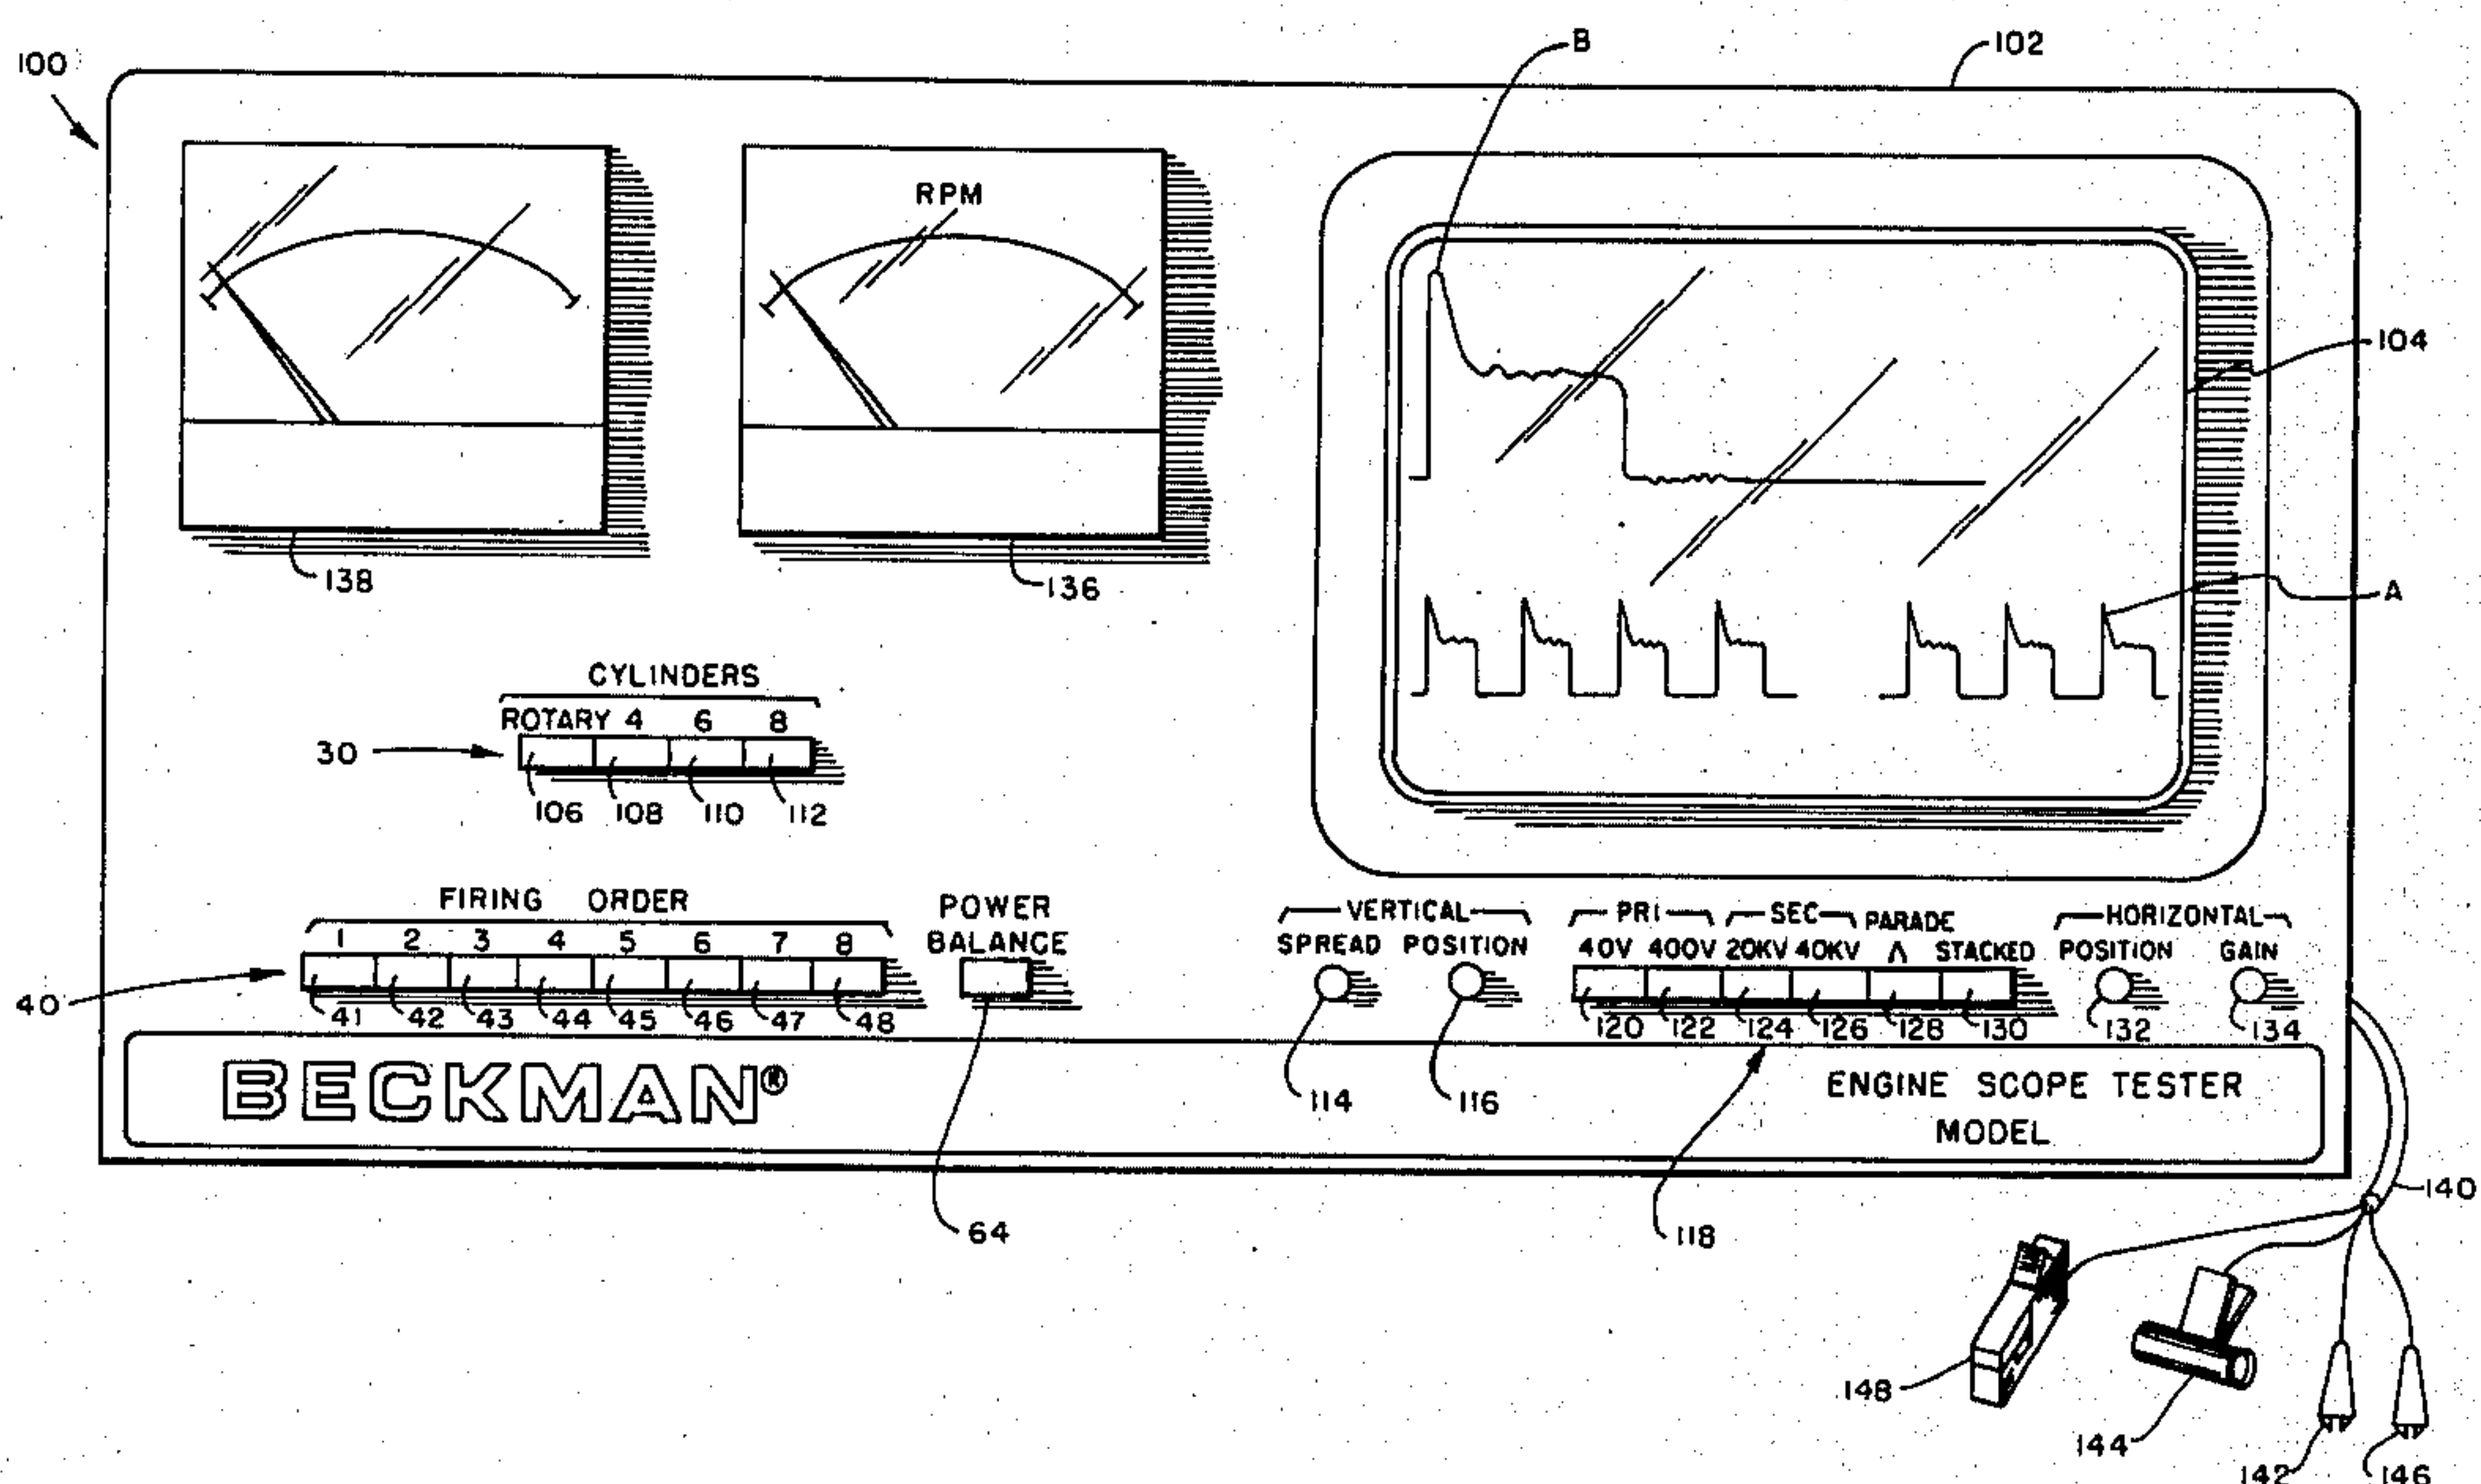 100
B
102
RPM
104
138
136
A
CYLINDERS
ROTARY 4 6 8
30
106 108 110 112
FIRING ORDER
1 2 3 4 5 6 7 8
40
41 42 43 44 45 46 47 48
POWER
BALANCE
64
VERTICAL
SPREAD POSITION
114 116
PRI SEC PARADE
40V 400V 20KV 40KV Λ STACKED
120 122 124 126 128 130
118
HORIZONTAL
POSITION GAIN
132 134
BECKMAN®
ENGINE SCOPE TESTER
MODEL
140
148
144
142
146